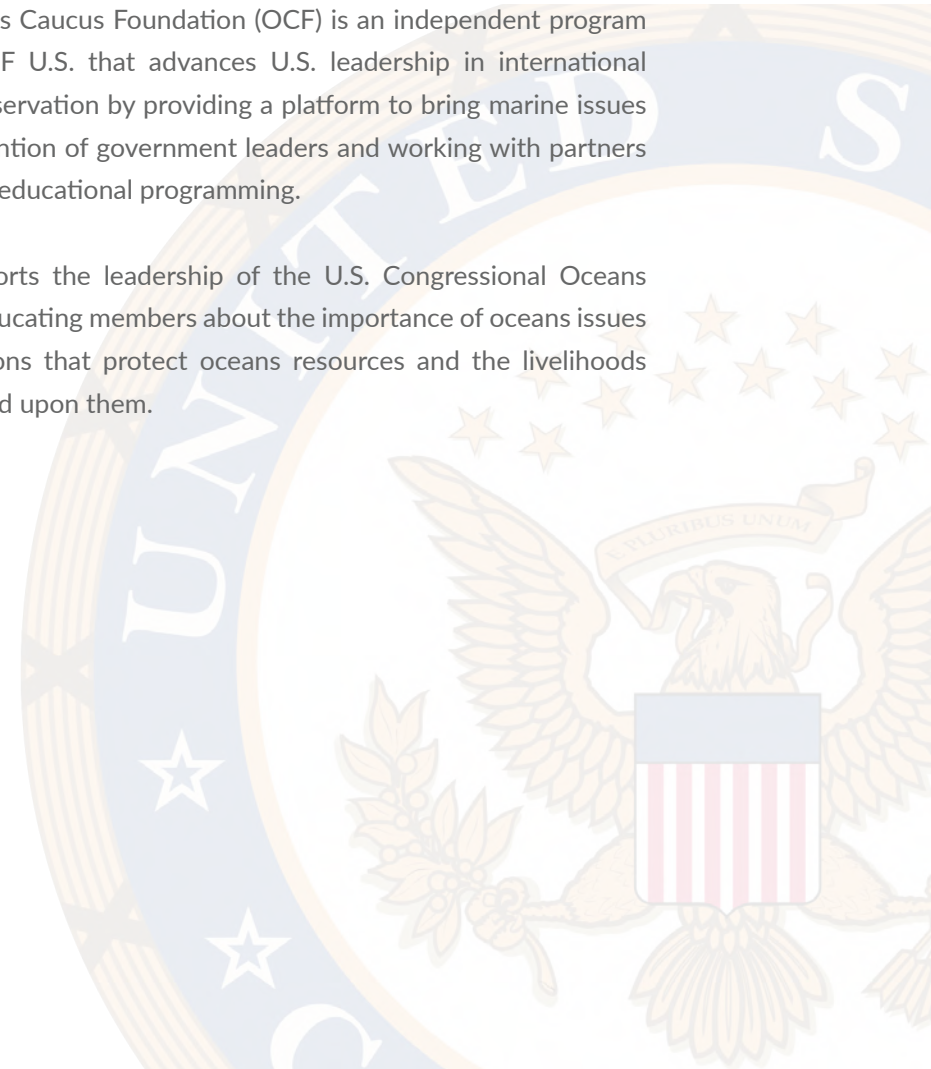 s Caucus Foundation (OCF) is an independent program
F U.S. that advances U.S. leadership in international
servation by providing a platform to bring marine issues
ntion of government leaders and working with partners
educational programming.
orts the leadership of the U.S. Congressional Oceans
ucating members about the importance of oceans issues
ons that protect oceans resources and the livelihoods
d upon them.
UNITED S
E PLURIBUS UNUM
C